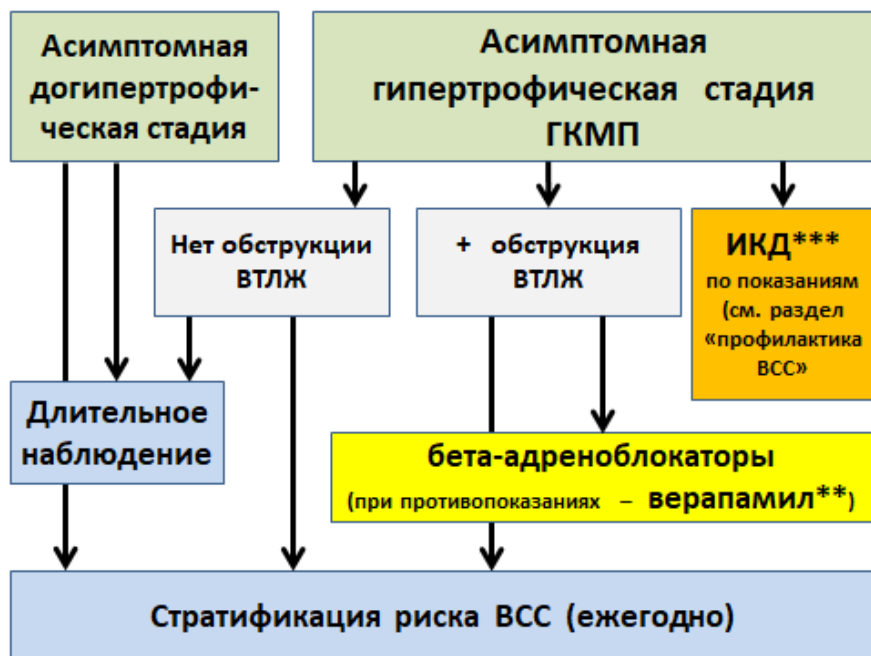 Асимптомная
догипертрофи-
ческая стадия
Асимптомная
гипертрофическая стадия
ГКМП
Нет обструкции
ВТЛЖ
+ обструкция
ВТЛЖ
ИКД***
по показаниям
(см. раздел
«профилактика
ВСС»
Длительное
наблюдение
бета-адреноблокаторы
(при противопоказаниях – верапамил**)
Стратификация риска ВСС (ежегодно)